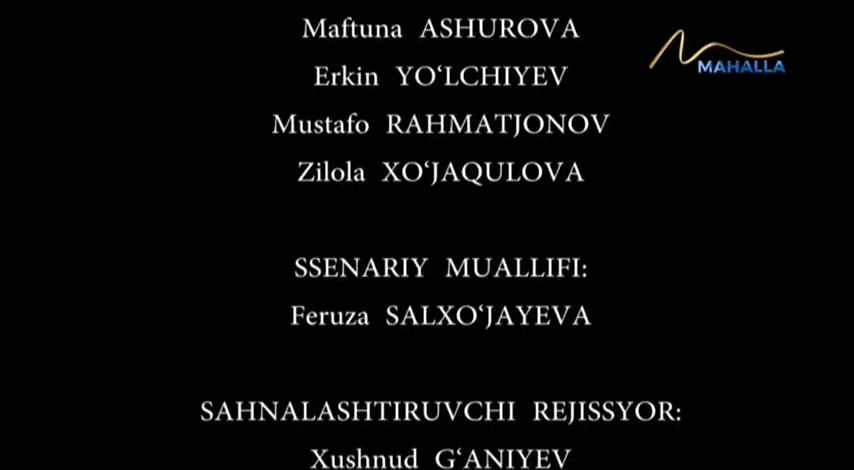 Maftuna ASHUROVA
MAHALLA
Erkin YO‘LCHIYEV
Mustafo RAHMATJONOV
Zilola XO‘JAQULOVA
SSENARIY MUALLIFI:
Feruza SALXO‘JAYEVA
SAHNALASHTIRUVCHI REJISSYOR:
Xushnud G‘ANIYEV